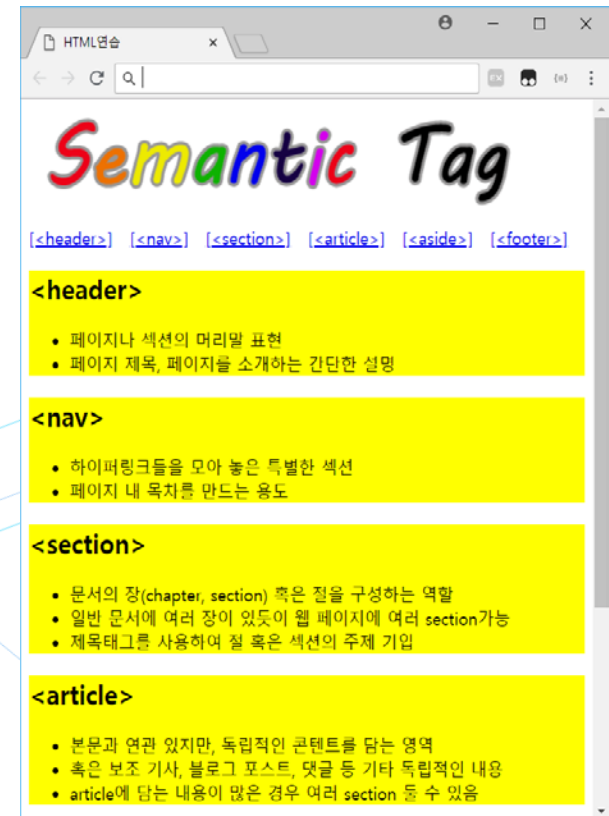 HTML연습
Semantic Tag
[<header>] [<nav>] [<section>] [<article>] [<aside>] [<footer>]
<header>
• 페이지나 섹션의 머리말 표현
• 페이지 제목, 페이지를 소개하는 간단한 설명
<nav>
• 하이퍼링크들을 모아 놓은 특별한 섹션
• 페이지 내 목차를 만드는 용도
<section>
• 문서의 장(chapter, section) 혹은 절을 구성하는 역할
• 일반 문서에 여러 장이 있듯이 웹 페이지에 여러 section가능
• 제목태그를 사용하여 절 혹은 섹션의 주제 기입
<article>
• 본문과 연관 있지만, 독립적인 콘텐트를 담는 영역
• 혹은 보조 기사, 블로그 포스트, 댓글 등 기타 독립적인 내용
• article에 담는 내용이 많은 경우 여러 section 둘 수 있음